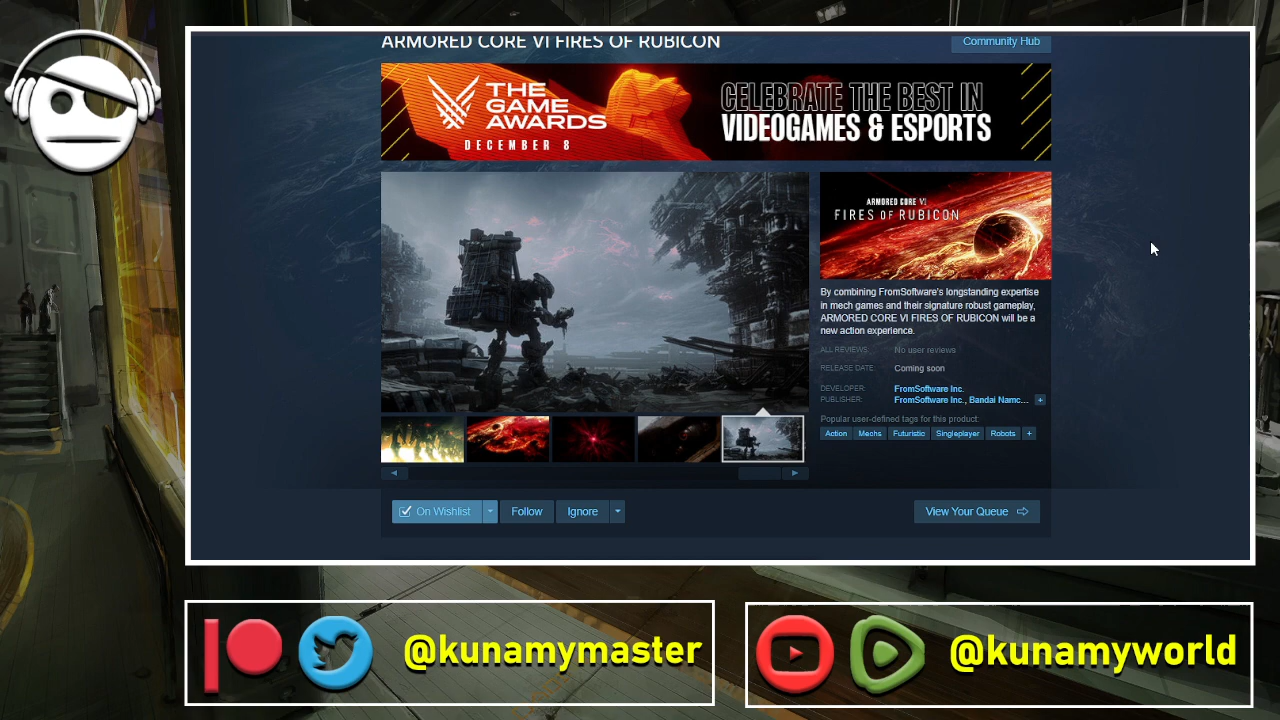 ARMORED CORE VI FIRES OF RUBICON
Community Hub
THE
GAME
AWARDS
DECEMBER 8
CELEBRATE THE BEST IN
VIDEOGAMES & ESPORTS
ARMORED CORE VI
FIRES OF RUBICON
By combining FromSoftware's longstanding expertise
in mech games and their signature robust gameplay,
ARMORED CORE VI FIRES OF RUBICON will be a
new action experience.
ALL REVIEWS: No user reviews
RELEASE DATE: Coming soon
DEVELOPER: FromSoftware Inc.
PUBLISHER: FromSoftware Inc., Bandai Namc... +
Popular user-defined tags for this product:
Action Mechs Futuristic Singleplayer Robots +
On Wishlist Follow Ignore View Your Queue
@kunamymaster
@kunamyworld